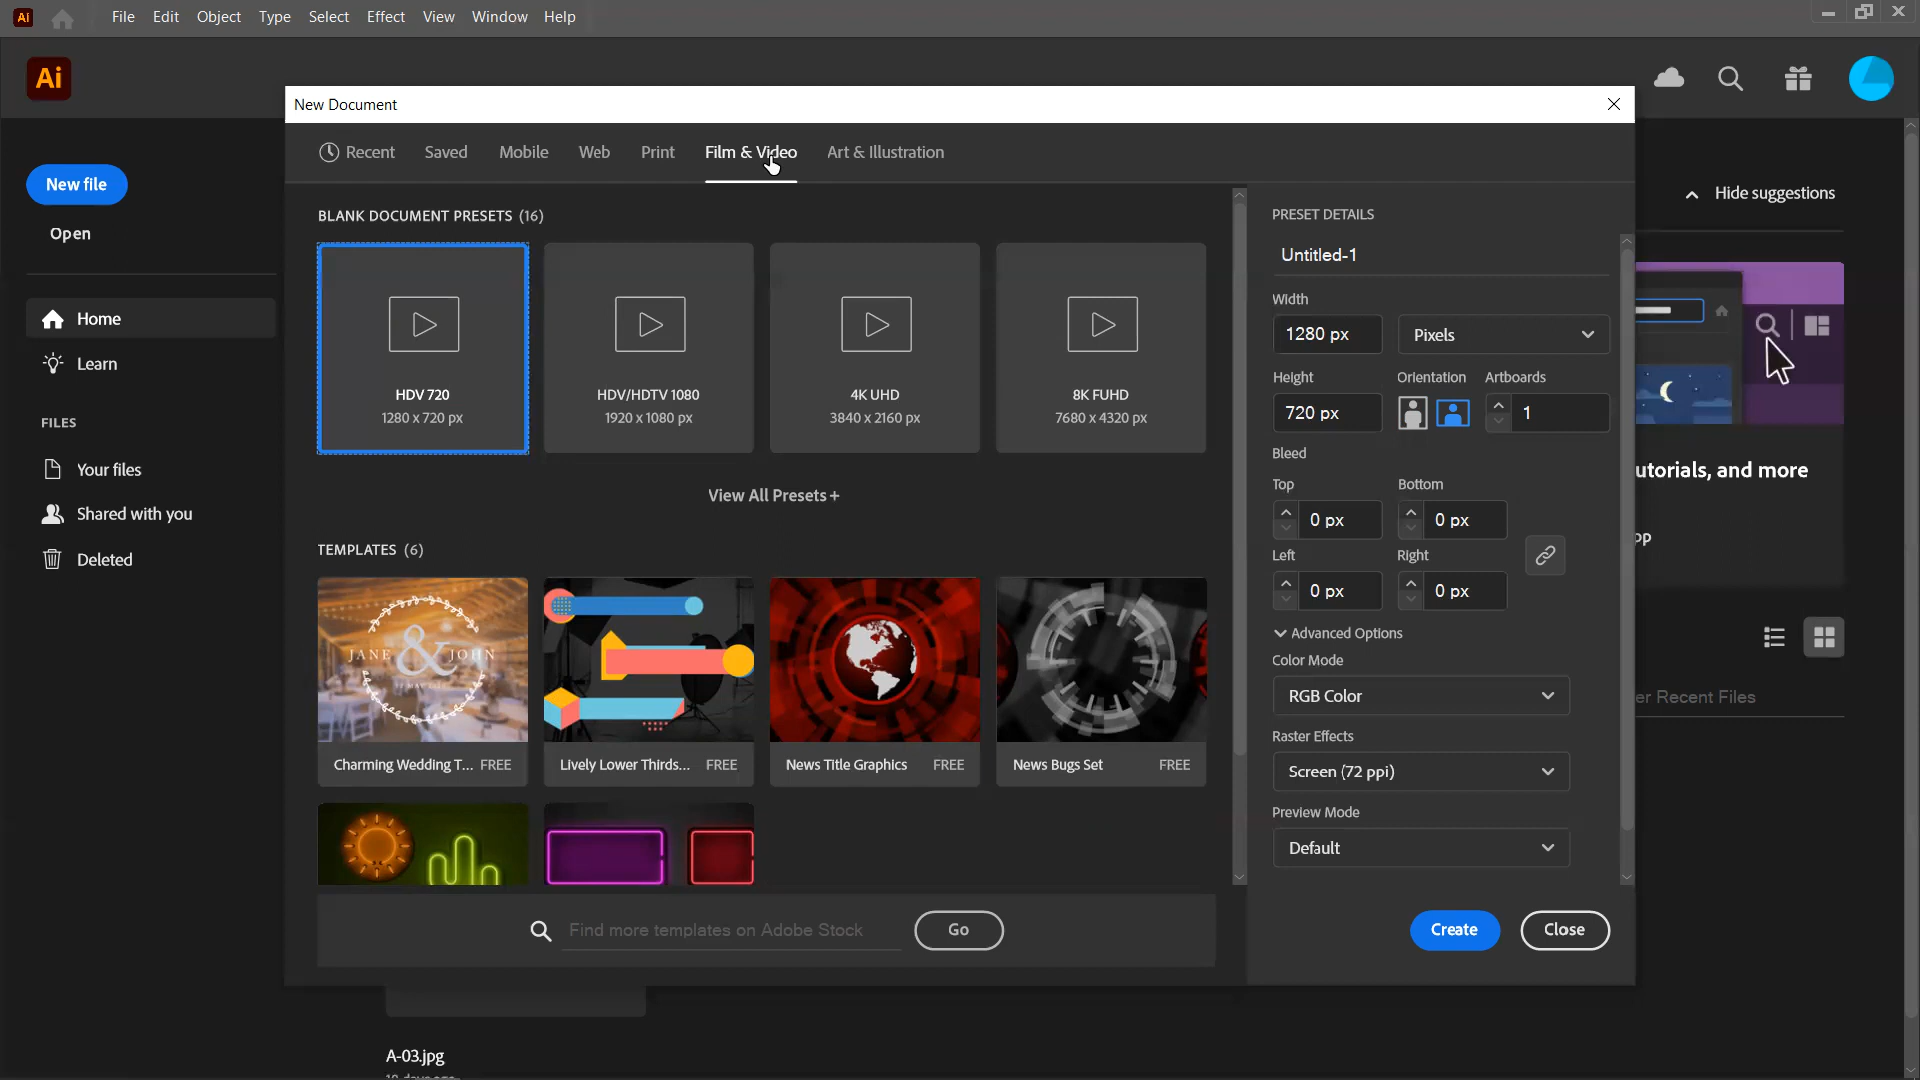 Ai
File Edit Object Type Select Effect View Window Help
Ai
New Document
Recent Saved Mobile Web Print Film & Video Art & Illustration
New file
Open
Home
Learn
FILES
Your files
Shared with you
Deleted
BLANK DOCUMENT PRESETS (16)
HDV 720
1280 x 720 px
HDV/HDTV 1080
1920 x 1080 px
4K UHD
3840 x 2160 px
8K FUHD
7680 x 4320 px
View All Presets +
TEMPLATES (6)
JANE & JOHN
Charming Wedding T... FREE
Lively Lower Thirds... FREE
News Title Graphics FREE
News Bugs Set FREE
Find more templates on Adobe Stock
Go
PRESET DETAILS
Untitled-1
Width
1280 px Pixels
Height Orientation Artboards
720 px 1
Bleed
Top Bottom
0 px 0 px
Left Right
0 px 0 px
Advanced Options
Color Mode
RGB Color
Raster Effects
Screen (72 ppi)
Preview Mode
Default
Create Close
Hide suggestions
utorials, and more
pp
er Recent Files
A-03.jpg